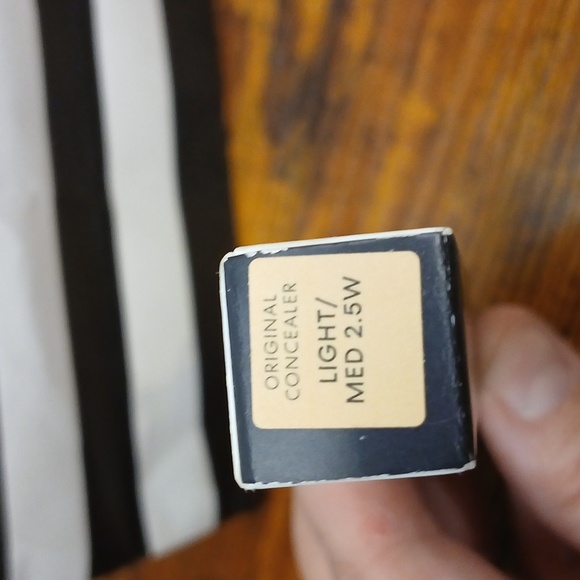 ORIGINAL
CONCEALER
LIGHT/
MED 2.5W